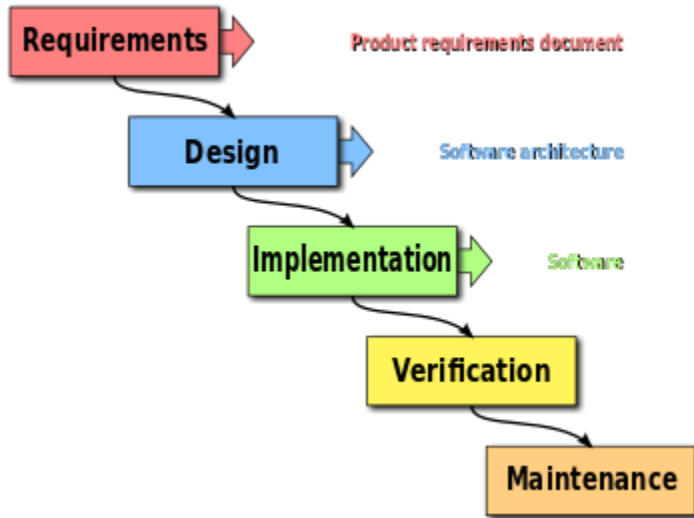 Requirements
Product requirements document
Design
Software architecture
Implementation
Software
Verification
Maintenance